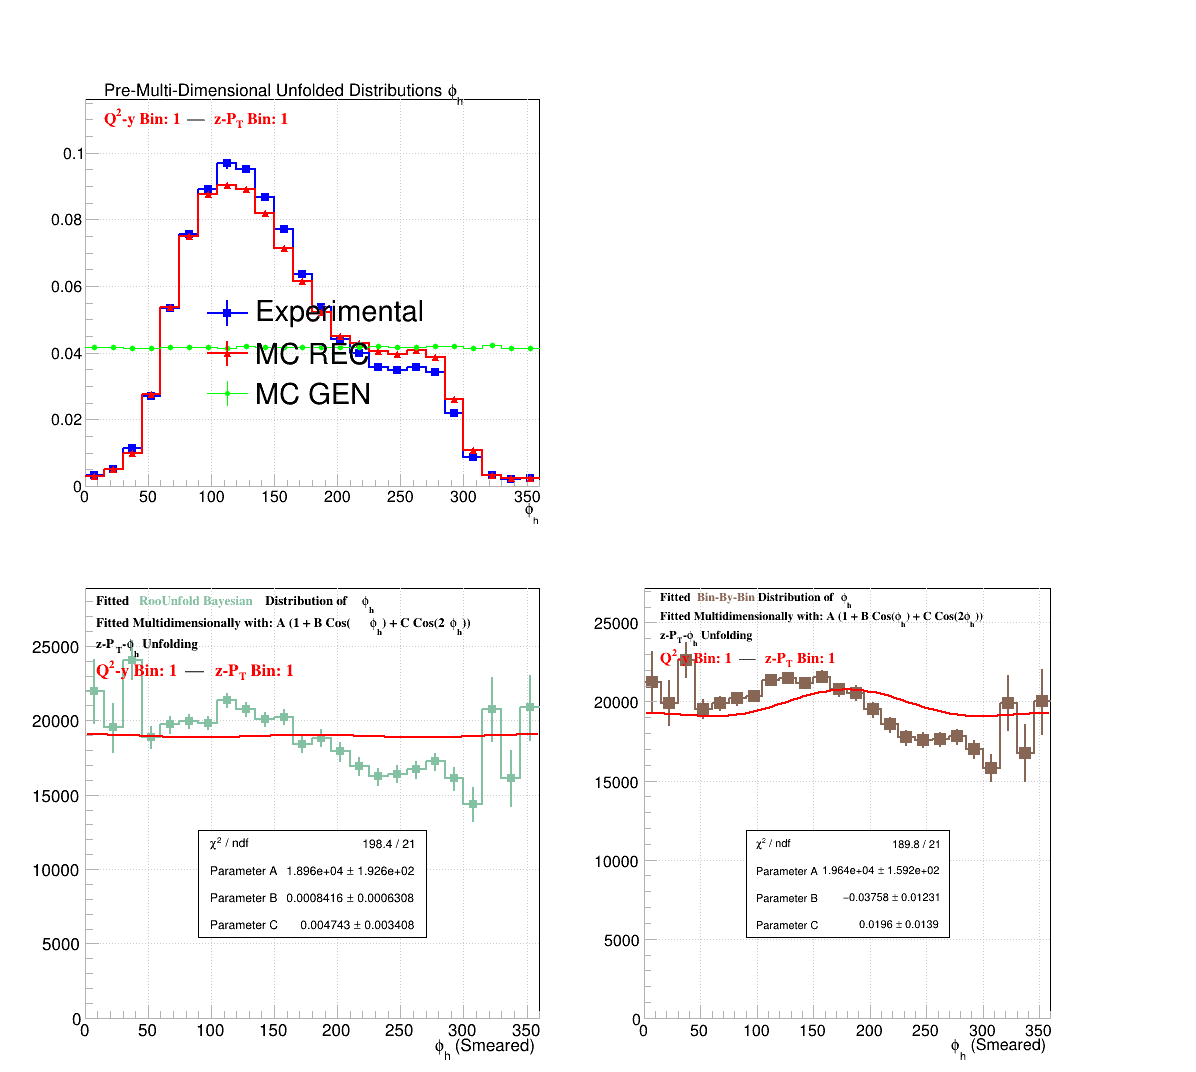 Pre-Multi-Dimensional Unfolded Distributions ϕh
Q²-y Bin: 1 — z-PT Bin: 1
0.1
0.08
0.06
0.04
0.02
0
Experimental
MC REC
MC GEN
0 50 100 150 200 250 300 350
ϕh
Fitted RooUnfold Bayesian Distribution of ϕh
Fitted Multidimensionally with: A (1 + B Cos( ϕh) + C Cos(2 ϕh))
z-PT-ϕh Unfolding
Q²-y Bin: 1 — z-PT Bin: 1
25000
20000
15000
10000
5000
0
χ² / ndf 198.4 / 21
Parameter A 1.896e+04 ± 1.926e+02
Parameter B 0.0008416 ± 0.0006308
Parameter C 0.004743 ± 0.003408
0 50 100 150 200 250 300 350
ϕh (Smeared)
Fitted Bin-By-Bin Distribution of ϕh
Fitted Multidimensionally with: A (1 + B Cos(ϕh) + C Cos(2ϕh))
z-PT-ϕh Unfolding
Q²-y Bin: 1 — z-PT Bin: 1
25000
20000
15000
10000
5000
0
χ² / ndf 189.8 / 21
Parameter A 1.964e+04 ± 1.592e+02
Parameter B −0.03758 ± 0.01231
Parameter C 0.0196 ± 0.0139
0 50 100 150 200 250 300 350
ϕh (Smeared)